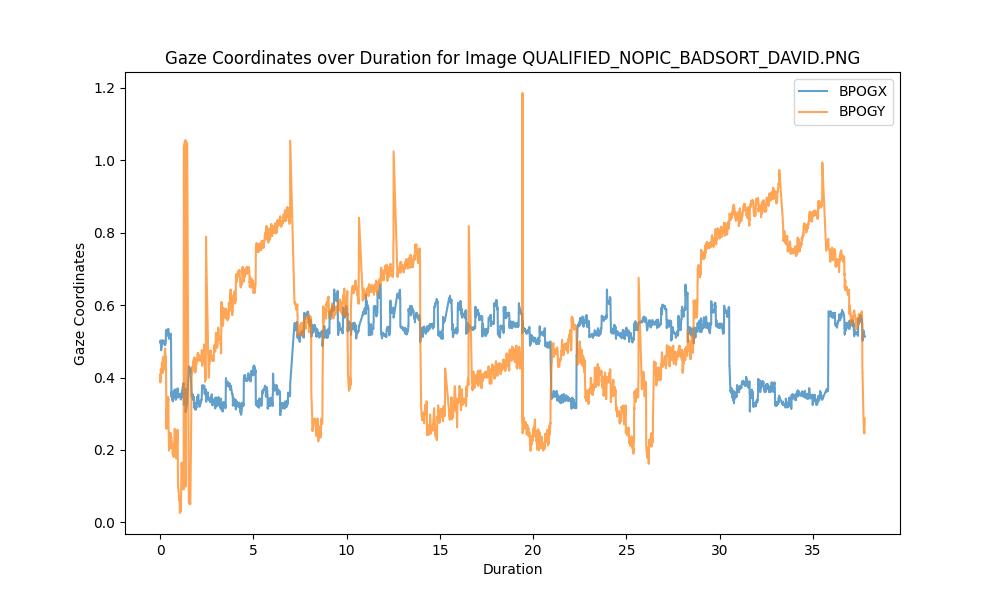 Gaze Coordinates over Duration for Image QUALIFIED_NOPIC_BADSORT_DAVID.PNG
BPOGX
BPOGY
1.2
1.0
0.8
0.6
0.4
0.2
0.0
Gaze Coordinates
0 5 10 15 20 25 30 35
Duration